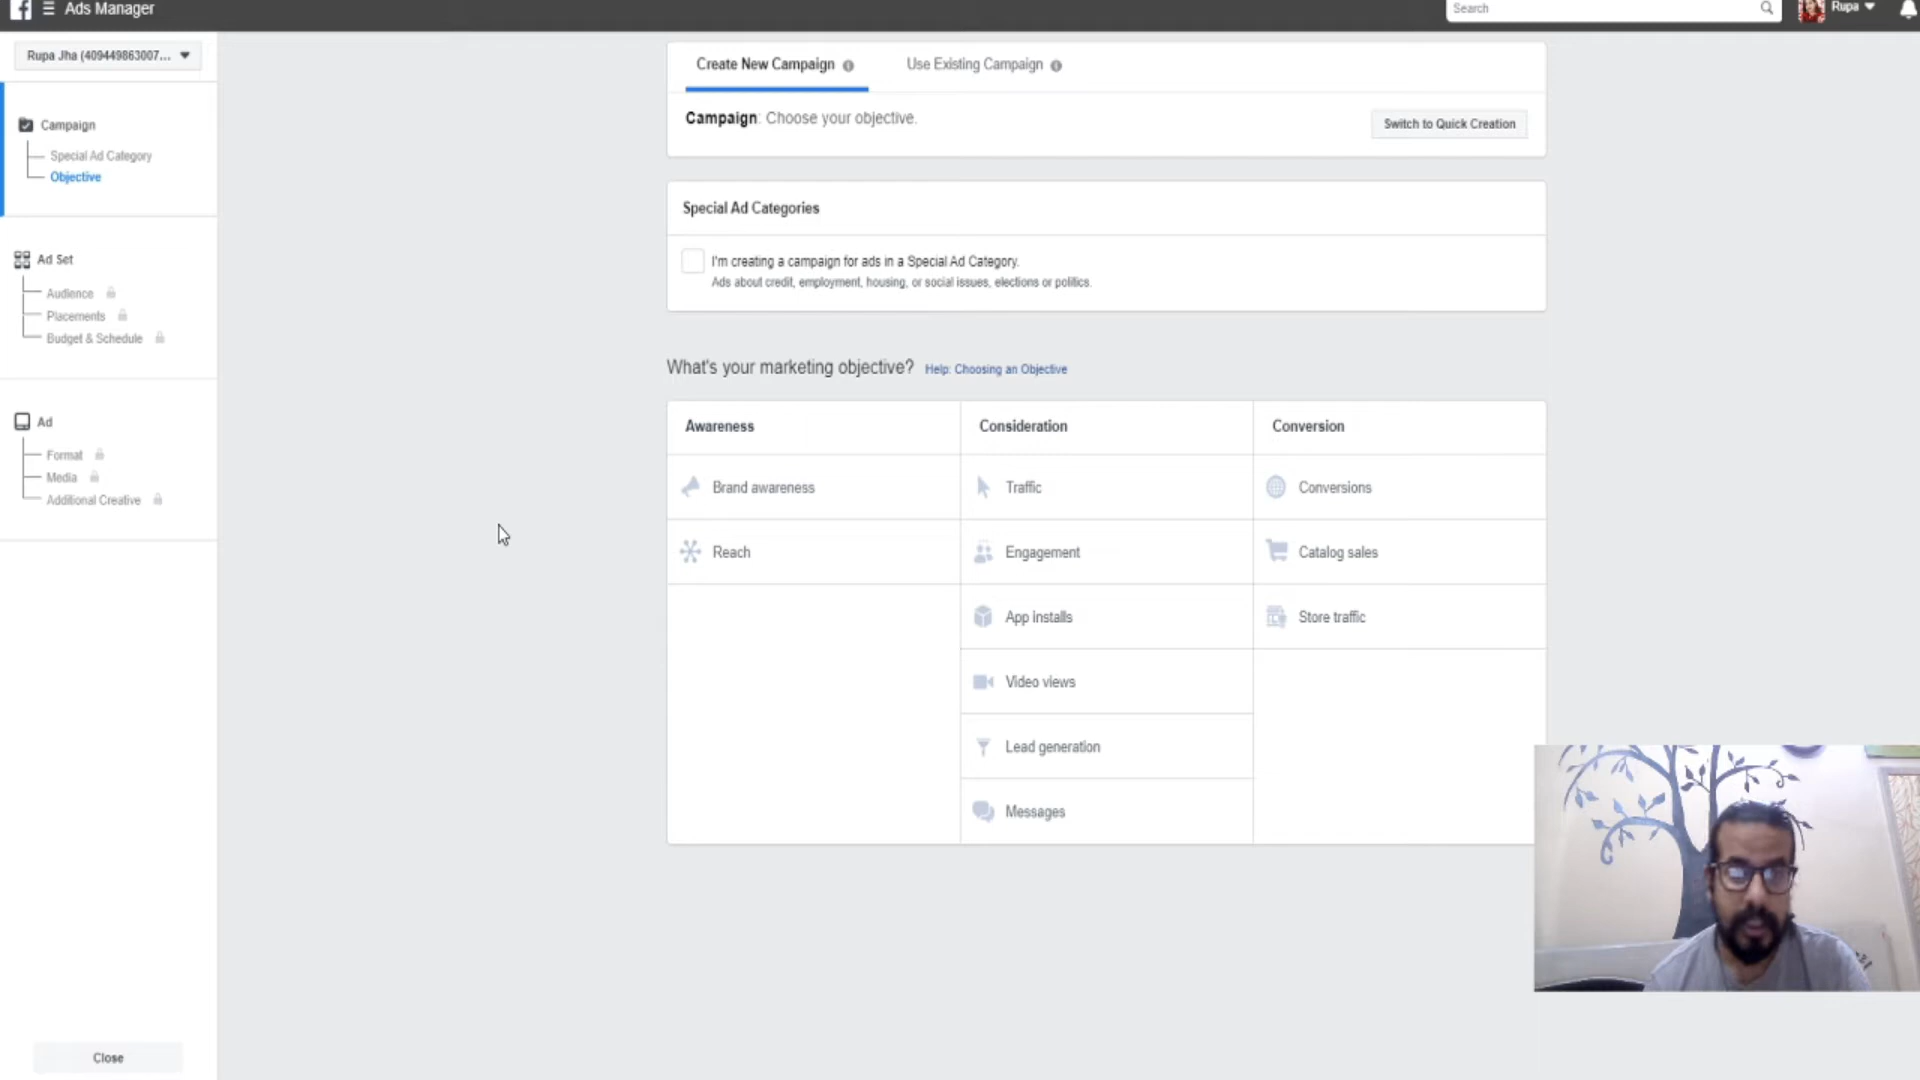 Ads Manager
Search
Rupa
Rupa Jha (409449863007...
Campaign
Special Ad Category
Objective
Ad Set
Audience
Placements
Budget & Schedule
Ad
Format
Media
Additional Creative
Close
Create New Campaign
Use Existing Campaign
Campaign: Choose your objective.
Switch to Quick Creation
Special Ad Categories
I'm creating a campaign for ads in a Special Ad Category.
Ads about credit, employment, housing, or social issues, elections or politics.
What's your marketing objective? Help: Choosing an Objective
Awareness
Consideration
Conversion
Brand awareness
Traffic
Conversions
Reach
Engagement
Catalog sales
App installs
Store traffic
Video views
Lead generation
Messages